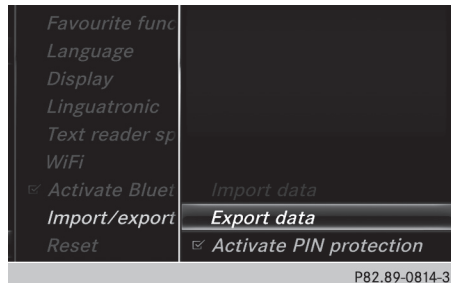 Favourite func
Language
Display
Linguatronic
Text reader sp
WiFi
Activate Bluet
Import/export
Reset
Import data
Export data
Activate PIN protection
P82.89-0814-3